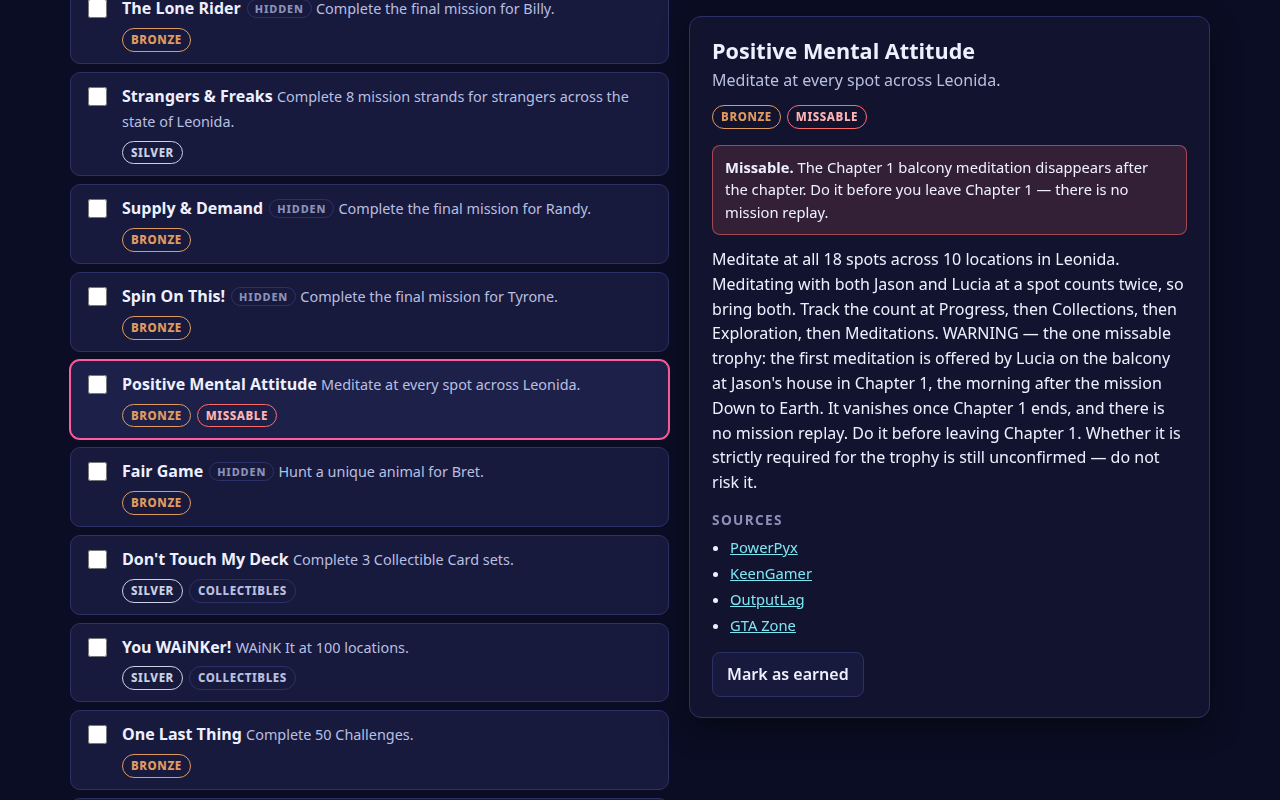 The Lone Rider HIDDEN Complete the final mission for Billy.
BRONZE
Strangers & Freaks Complete 8 mission strands for strangers across the
state of Leonida.
SILVER
Supply & Demand HIDDEN Complete the final mission for Randy.
BRONZE
Spin On This! HIDDEN Complete the final mission for Tyrone.
BRONZE
Positive Mental Attitude Meditate at every spot across Leonida.
BRONZE MISSABLE
Fair Game HIDDEN Hunt a unique animal for Bret.
BRONZE
Don't Touch My Deck Complete 3 Collectible Card sets.
SILVER COLLECTIBLES
You WAiNKer! WAiNK It at 100 locations.
SILVER COLLECTIBLES
One Last Thing Complete 50 Challenges.
BRONZE
Positive Mental Attitude
Meditate at every spot across Leonida.
BRONZE MISSABLE
Missable. The Chapter 1 balcony meditation disappears after
the chapter. Do it before you leave Chapter 1 — there is no
mission replay.
Meditate at all 18 spots across 10 locations in Leonida.
Meditating with both Jason and Lucia at a spot counts twice, so
bring both. Track the count at Progress, then Collections, then
Exploration, then Meditations. WARNING — the one missable
trophy: the first meditation is offered by Lucia on the balcony
at Jason's house in Chapter 1, the morning after the mission
Down to Earth. It vanishes once Chapter 1 ends, and there is
no mission replay. Do it before leaving Chapter 1. Whether it is
strictly required for the trophy is still unconfirmed — do not
risk it.
SOURCES
PowerPyx
KeenGamer
OutputLag
GTA Zone
Mark as earned